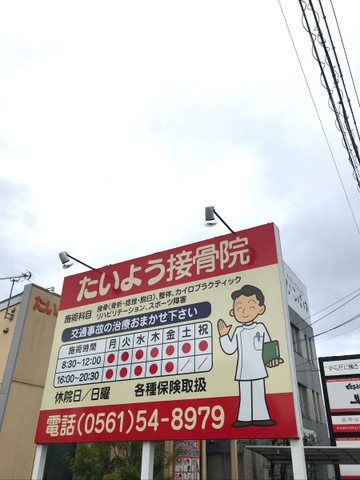 たいよう接骨院
施術科目
接骨(骨折・捻挫・脱臼)、整体、カイロプラクティック
リハビリテーション、スポーツ障害
交通事故の治療おまかせ下さい
施術時間 月 火 水 木 金 土 祝
8:30~12:00 ● ● ● ● ● ● ●
16:00~20:30 ● ● ● ● ● / /
休院日/日曜 各種保険取扱
電話(0561)54-8979
たい